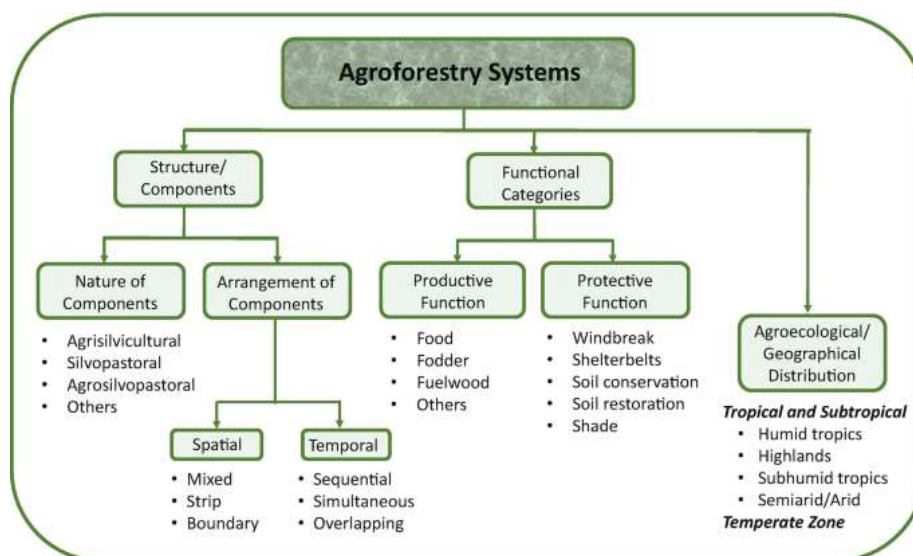 Agroforestry Systems
Structure/
Components
Functional
Categories
Nature of
Components
Arrangement of
Components
Productive
Function
Protective
Function
Agroecological/
Geographical
Distribution
• Agrisilvicultural
• Silvopastoral
• Agrosilvopastoral
• Others
• Food
• Fodder
• Fuelwood
• Others
• Windbreak
• Shelterbelts
• Soil conservation
• Soil restoration
• Shade
Spatial
• Mixed
• Strip
• Boundary
Temporal
• Sequential
• Simultaneous
• Overlapping
Tropical and Subtropical
• Humid tropics
• Highlands
• Subhumid tropics
• Semiarid/Arid
Temperate Zone